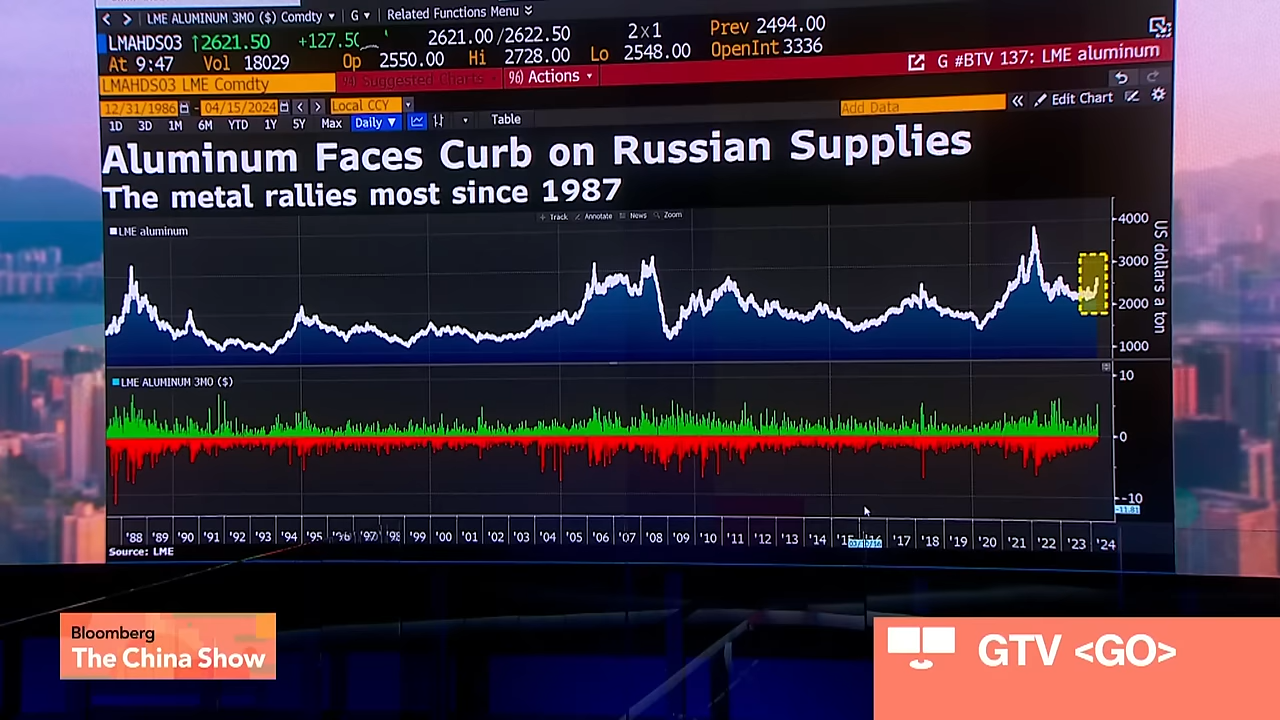 LME ALUMINUM 3MO ($) Comdty G Related Functions Menu
LMAHDS03 ↑2621.50 +127.50 2621.00/2622.50 2x1 Prev 2494.00
At 9:47 Vol 18029 Op 2550.00 Hi 2728.00 Lo 2548.00 OpenInt 3336
G #BTV 137: LME aluminum
LMAHDS03 LME Comdty 94) Suggested Charts 96) Actions
12/31/1986 - 04/15/2024 Local CCY Add Data « Edit Chart
1D 3D 1M 6M YTD 1Y 5Y Max Daily ▼ Table
Aluminum Faces Curb on Russian Supplies
The metal rallies most since 1987
Track Annotate News Zoom
LME aluminum
4000
3000
2000
1000
US dollars a ton
LME ALUMINUM 3MO ($)
10
0
-10
-11.81
'88 '89 '90 '91 '92 '93 '94 '95 '96 '97 '98 '99 '00 '01 '02 '03 '04 '05 '06 '07 '08 '09 '10 '11 '12 '13 '14 '15 '16 '17 '18 '19 '20 '21 '22 '23 '24
Source: LME
Bloomberg
The China Show
GTV <GO>